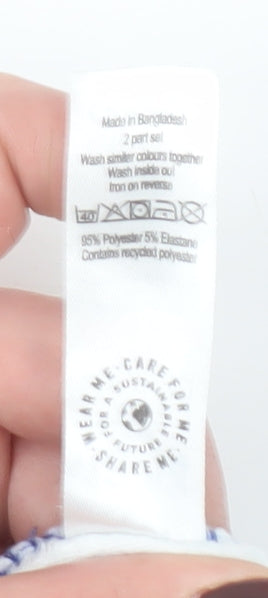 Made in Bangladesh
2 part set
Wash similar colours together
Wash inside out
Iron on reverse
40
95% Polyester 5% Elastane
Contains recycled polyester
WEAR ME · CARE FOR ME · SHARE ME ·
FOR A SUSTAINABLE FUTURE